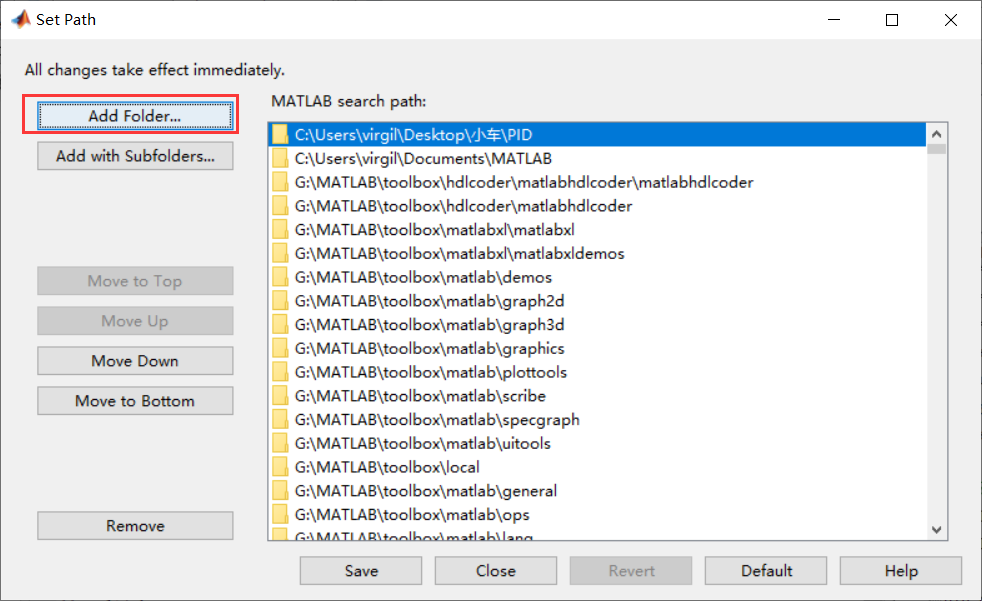 Set Path
All changes take effect immediately.
Add Folder...
Add with Subfolders...
Move to Top
Move Up
Move Down
Move to Bottom
Remove
MATLAB search path:
C:\Users\virgil\Desktop\小车\PID
C:\Users\virgil\Documents\MATLAB
G:\MATLAB\toolbox\hdlcoder\matlabhdlcoder\matlabhdlcoder
G:\MATLAB\toolbox\hdlcoder\matlabhdlcoder
G:\MATLAB\toolbox\matlabxl\matlabxl
G:\MATLAB\toolbox\matlabxl\matlabxldemos
G:\MATLAB\toolbox\matlab\demos
G:\MATLAB\toolbox\matlab\graph2d
G:\MATLAB\toolbox\matlab\graph3d
G:\MATLAB\toolbox\matlab\graphics
G:\MATLAB\toolbox\matlab\plottools
G:\MATLAB\toolbox\matlab\scribe
G:\MATLAB\toolbox\matlab\specgraph
G:\MATLAB\toolbox\matlab\uitools
G:\MATLAB\toolbox\local
G:\MATLAB\toolbox\matlab\general
G:\MATLAB\toolbox\matlab\ops
G:\MATLAB\toolbox\matlab\lang
Save
Close
Revert
Default
Help